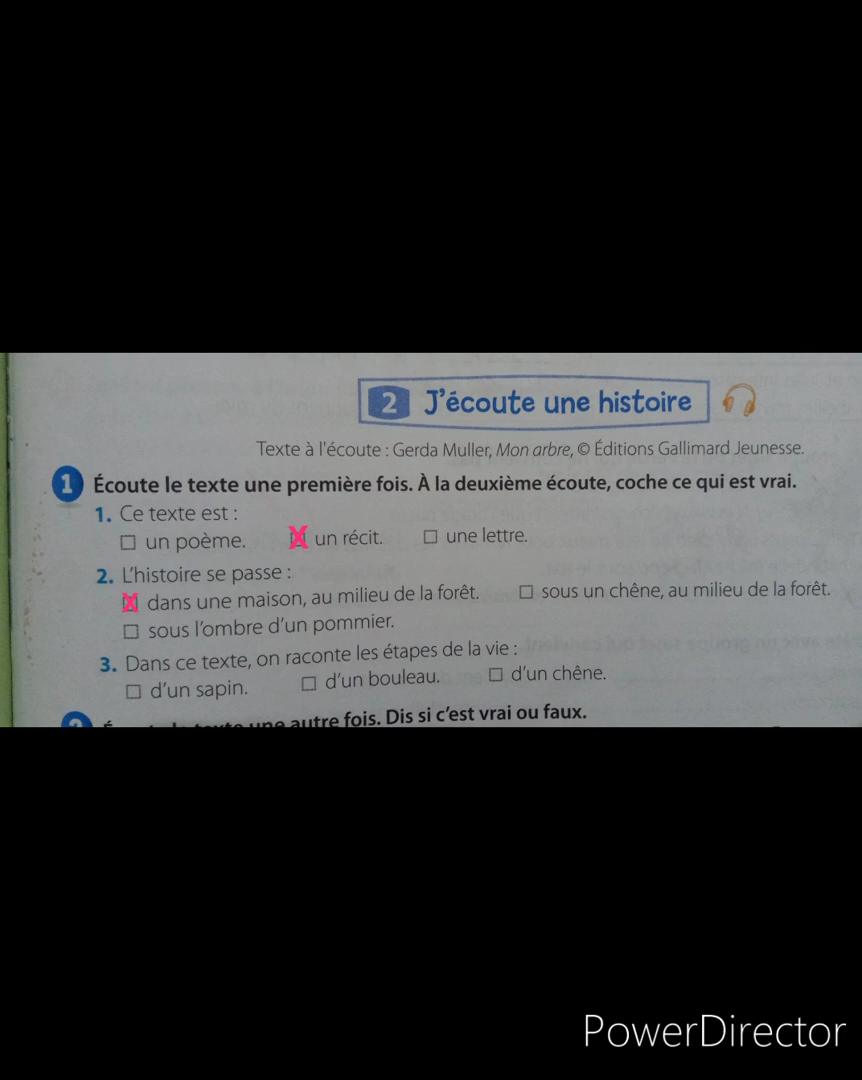 2 J'écoute une histoire
Texte à l'écoute : Gerda Muller, Mon arbre, © Éditions Gallimard Jeunesse.
1 Écoute le texte une première fois. À la deuxième écoute, coche ce qui est vrai.
1. Ce texte est :
un poème. un récit. une lettre.
2. L'histoire se passe :
dans une maison, au milieu de la forêt. sous un chêne, au milieu de la forêt.
sous l'ombre d'un pommier.
3. Dans ce texte, on raconte les étapes de la vie :
d'un sapin. d'un bouleau. d'un chêne.
une autre fois. Dis si c'est vrai ou faux.
PowerDirector